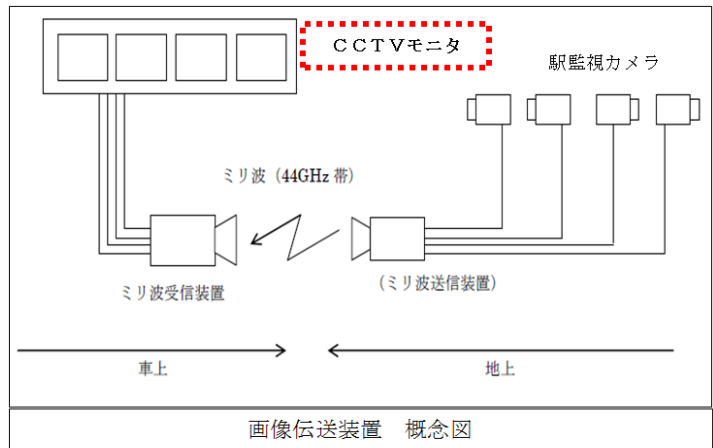 ＣＣＴＶモニタ
駅監視カメラ
ミリ波（44GHz 帯）
ミリ波受信装置
（ミリ波送信装置）
車上
地上
画像伝送装置　概念図